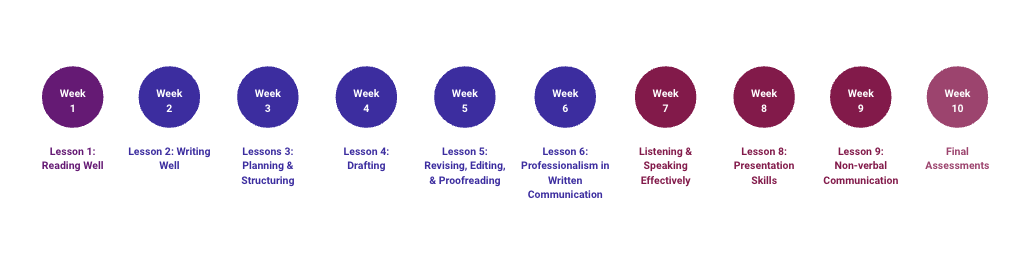 Week
1
Week
2
Week
3
Week
4
Week
5
Week
6
Week
7
Week
8
Week
9
Week
10
Lesson 1:
Reading Well
Lesson 2: Writing
Well
Lessons 3:
Planning &
Structuring
Lesson 4:
Drafting
Lesson 5:
Revising, Editing,
& Proofreading
Lesson 6:
Professionalism in
Written
Communication
Listening &
Speaking
Effectively
Lesson 8:
Presentation
Skills
Lesson 9:
Non-verbal
Communication
Final
Assessments